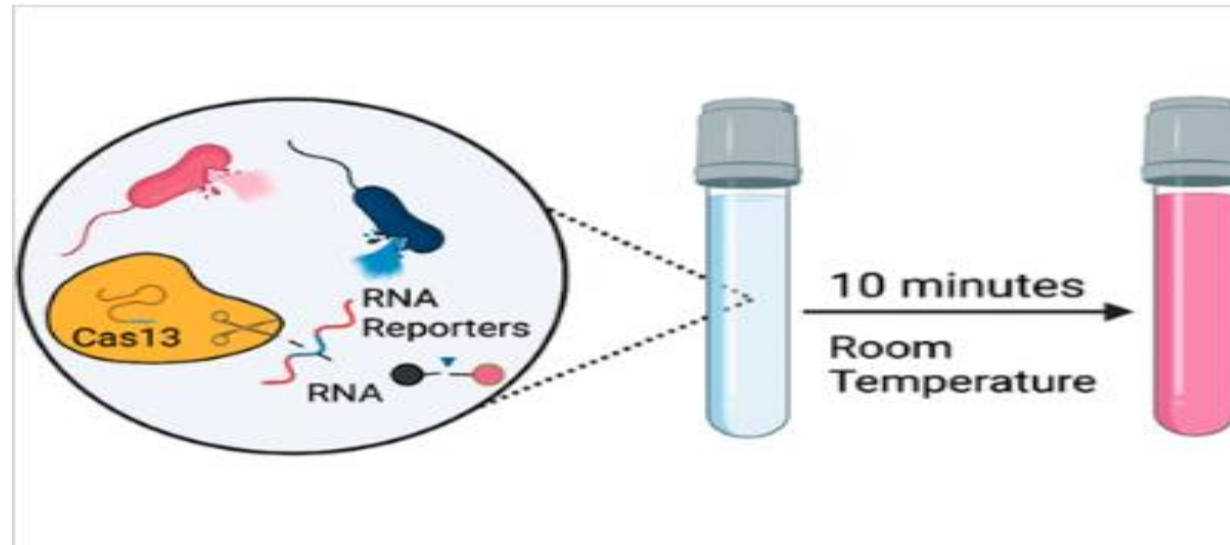 Cas13
RNA
Reporters
RNA
10 minutes
Room
Temperature